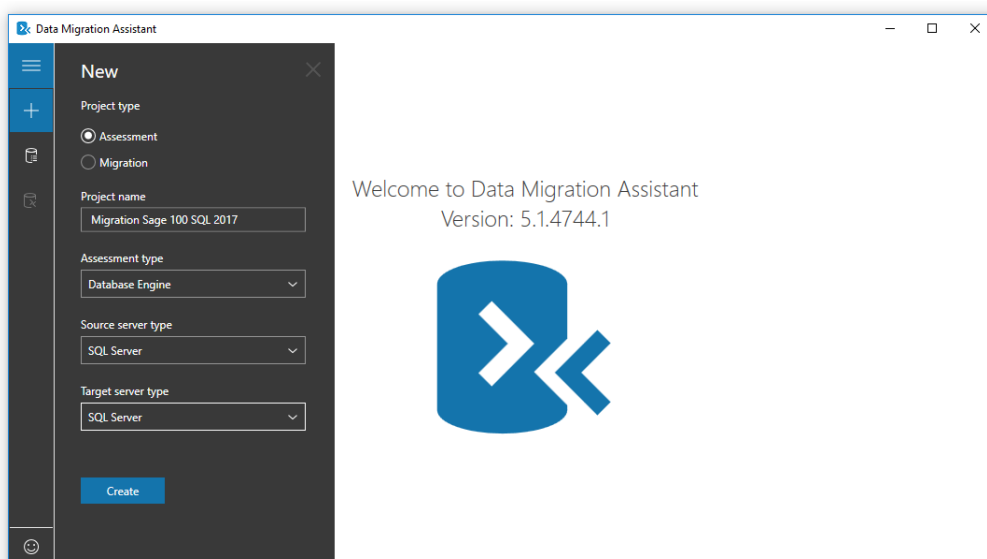 Data Migration Assistant
New
Project type
Assessment
Migration
Project name
Migration Sage 100 SQL 2017
Assessment type
Database Engine
Source server type
SQL Server
Target server type
SQL Server
Create
Welcome to Data Migration Assistant
Version: 5.1.4744.1